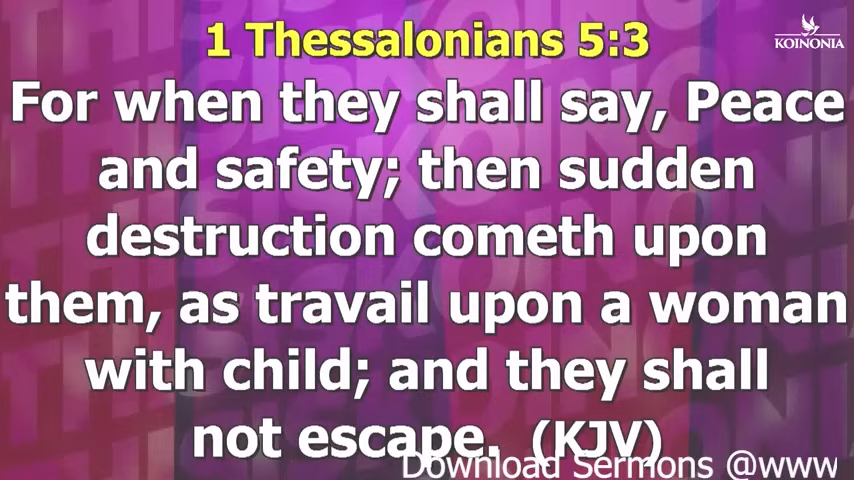 1 Thessalonians 5:3
KOINONIA
For when they shall say, Peace
and safety; then sudden
destruction cometh upon
them, as travail upon a woman
with child; and they shall
not escape. (KJV)
Download Sermons @www